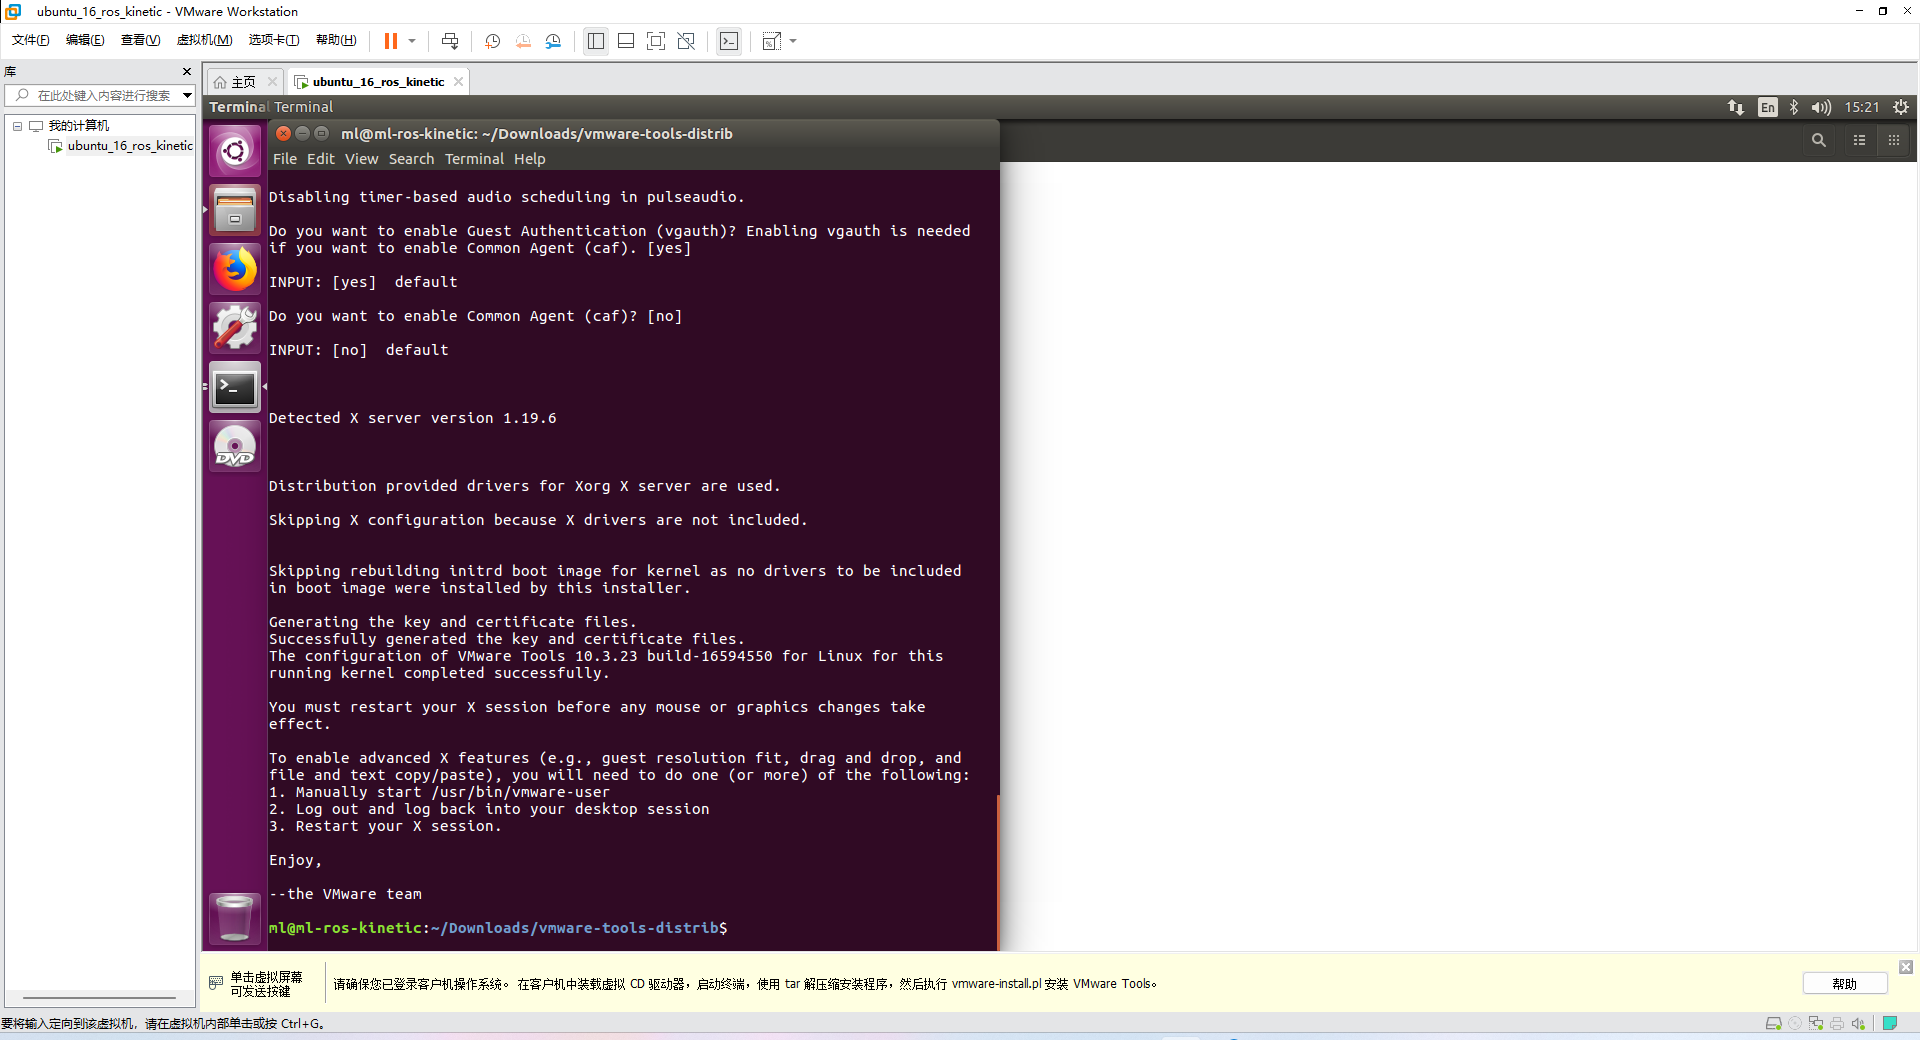 ubuntu_16_ros_kinetic - VMware Workstation
文件(F) 编辑(E) 查看(V) 虚拟机(M) 选项卡(T) 帮助(H)
库
在此处键入内容进行搜索
我的计算机
ubuntu_16_ros_kinetic
主页 ubuntu_16_ros_kinetic
Terminal Terminal En 15:21
ml@ml-ros-kinetic: ~/Downloads/vmware-tools-distrib
File Edit View Search Terminal Help
Disabling timer-based audio scheduling in pulseaudio.
Do you want to enable Guest Authentication (vgauth)? Enabling vgauth is needed
if you want to enable Common Agent (caf). [yes]
INPUT: [yes]  default
Do you want to enable Common Agent (caf)? [no]
INPUT: [no]  default
Detected X server version 1.19.6
Distribution provided drivers for Xorg X server are used.
Skipping X configuration because X drivers are not included.
Skipping rebuilding initrd boot image for kernel as no drivers to be included
in boot image were installed by this installer.
Generating the key and certificate files.
Successfully generated the key and certificate files.
The configuration of VMware Tools 10.3.23 build-16594550 for Linux for this
running kernel completed successfully.
You must restart your X session before any mouse or graphics changes take
effect.
To enable advanced X features (e.g., guest resolution fit, drag and drop, and
file and text copy/paste), you will need to do one (or more) of the following:
1. Manually start /usr/bin/vmware-user
2. Log out and log back into your desktop session
3. Restart your X session.
Enjoy,
--the VMware team
ml@ml-ros-kinetic:~/Downloads/vmware-tools-distrib$
DVD
单击虚拟屏幕
可发送按键
请确保您已登录客户机操作系统。在客户机中装载虚拟 CD 驱动器，启动终端，使用 tar 解压缩安装程序，然后执行 vmware-install.pl 安装 VMware Tools。
帮助
要将输入定向到该虚拟机，请在虚拟机内部单击或按 Ctrl+G。